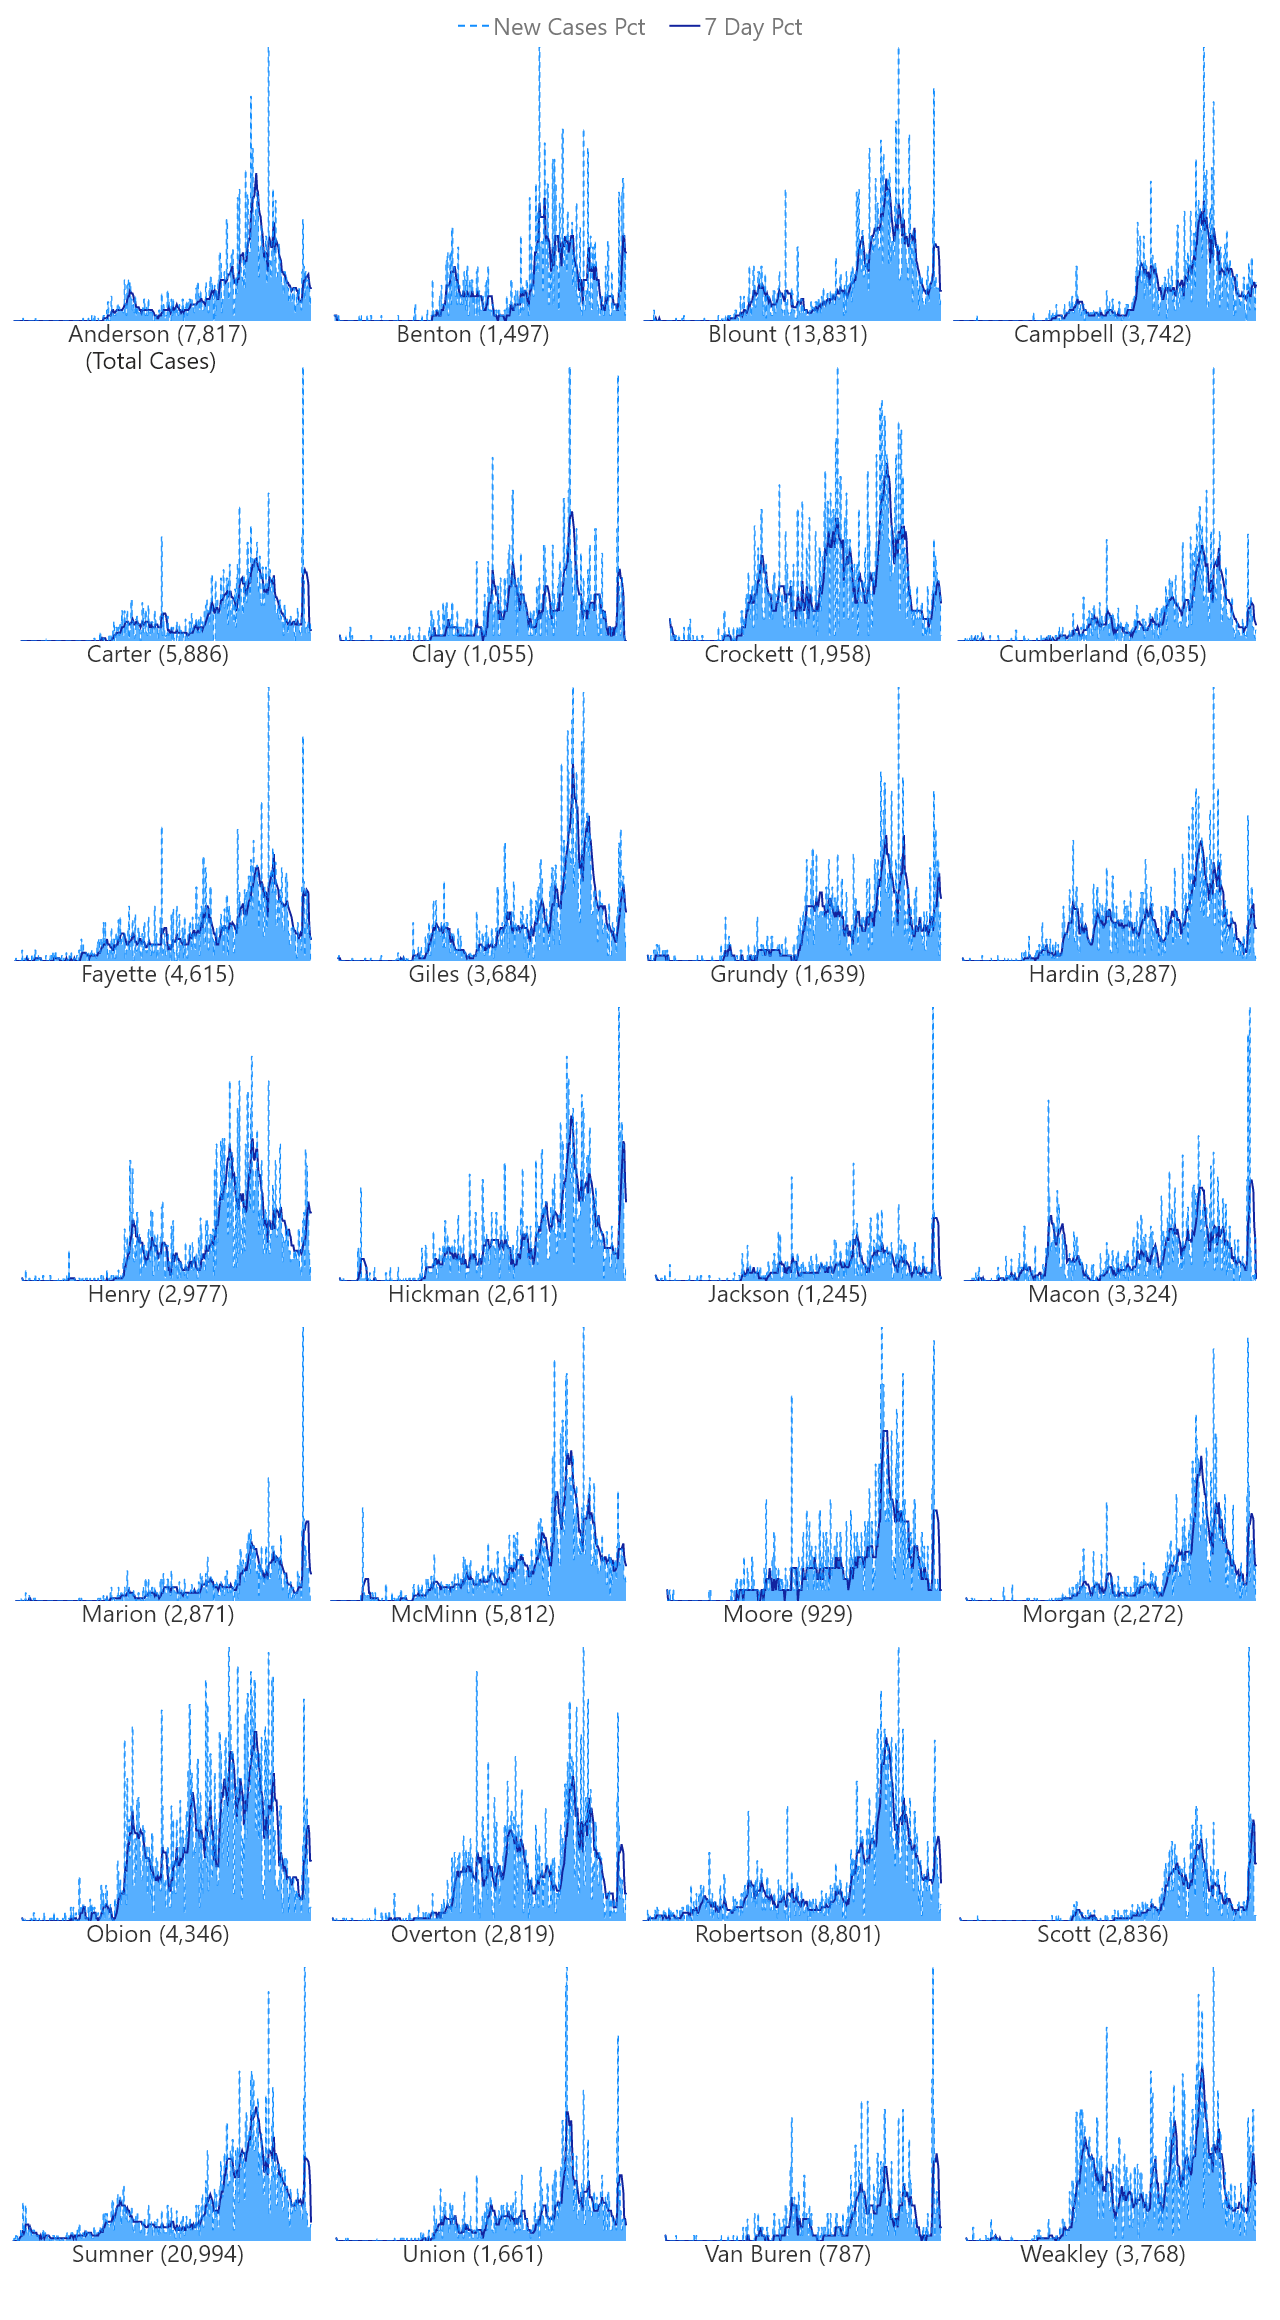 New Cases Pct 7 Day Pct
Anderson (7,817) Benton (1,497) Blount (13,831) Campbell (3,742)
(Total Cases)
Carter (5,886) Clay (1,055) Crockett (1,958) Cumberland (6,035)
Fayette (4,615) Giles (3,684) Grundy (1,639) Hardin (3,287)
Henry (2,977) Hickman (2,611) Jackson (1,245) Macon (3,324)
Marion (2,871) McMinn (5,812) Moore (929) Morgan (2,272)
Obion (4,346) Overton (2,819) Robertson (8,801) Scott (2,836)
Sumner (20,994) Union (1,661) Van Buren (787) Weakley (3,768)